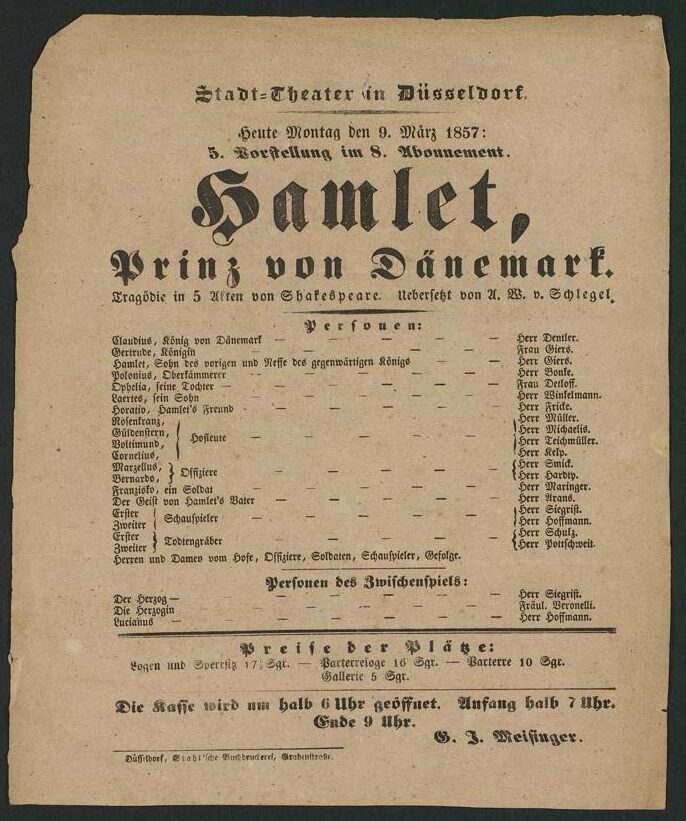 Stadt=Theater in Düsseldorf.
Heute Montag den 9. März 1857:
5. Vorstellung im 8. Abonnement.
Hamlet,
Prinz von Dänemark.
Tragödie in 5 Akten von Shakespeare. Uebersetzt von A. W. v. Schlegel.
Personen:
Claudius, König von Dänemark — — — — — Herr Dentler.
Gertrude, Königin — — — — — Frau Giers.
Hamlet, Sohn des vorigen und Neffe des gegenwärtigen Königs — — Herr Giers.
Polonius, Oberkämmerer — — — — — Herr Bonke.
Ophelia, seine Tochter — — — — — Frau Detloff.
Laertes, sein Sohn — — — — — Herr Winkelmann.
Horatio, Hamlet's Freund — — — — — Herr Fricke.
Rosenkranz, Herr Müller.
Güldenstern, Herr Michaelis.
Hofleute — — — — —
Voltimund, Herr Teichmüller.
Cornelius, Herr Kelp.
Marzellus, Herr Smick.
Offiziere — — — — —
Bernardo, Herr Hardty.
Franzisko, ein Soldat — — — — — Herr Maringer.
Der Geist von Hamlet's Vater — — — — — Herr Arans.
Erster Herr Siegrist.
Schauspieler — — — — —
Zweiter Herr Hoffmann.
Erster Herr Schulz.
Todtengräber — — — — —
Zweiter Herr Pottschweit.
Herren und Damen vom Hofe, Offiziere, Soldaten, Schauspieler, Gefolge.
Personen des Zwischenspiels:
Der Herzog — — — — — Herr Siegrist.
Die Herzogin — — — — — Fräul. Veronelli.
Lucianus — — — — — Herr Hoffmann.
Preise der Plätze:
Logen und Sperrsitz 17½ Sgr. — Parterreloge 16 Sgr. — Parterre 10 Sgr.
Gallerie 5 Sgr.
Die Kasse wird um halb 6 Uhr geöffnet. Anfang halb 7 Uhr.
Ende 9 Uhr.
G. J. Meisinger.
Düsseldorf, Stahl'sche Buchdruckerei, Grabenstraße.